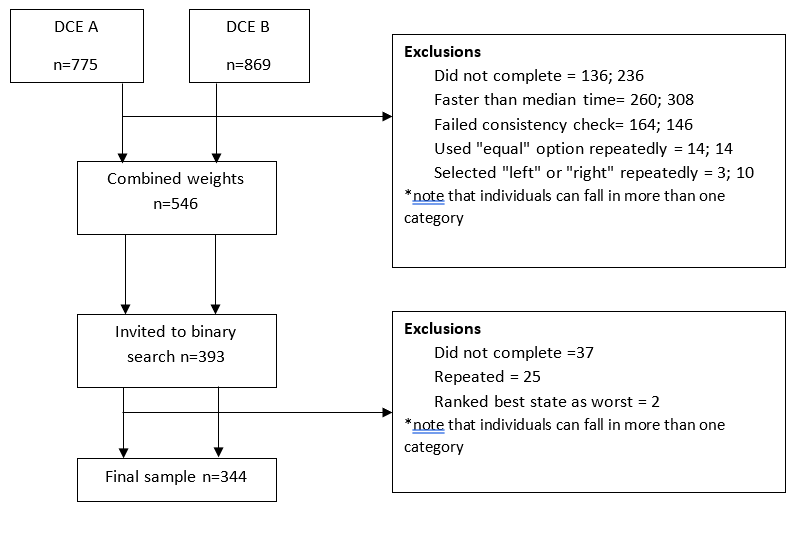 DCE A
n=775
DCE B
n=869
Exclusions
Did not complete = 136; 236
Faster than median time= 260; 308
Failed consistency check= 164; 146
Used "equal" option repeatedly = 14; 14
Selected "left" or "right" repeatedly = 3; 10
*note that individuals can fall in more than one
category
Combined weights
n=546
Invited to binary
search n=393
Exclusions
Did not complete =37
Repeated = 25
Ranked best state as worst = 2
*note that individuals can fall in more than one
category
Final sample n=344